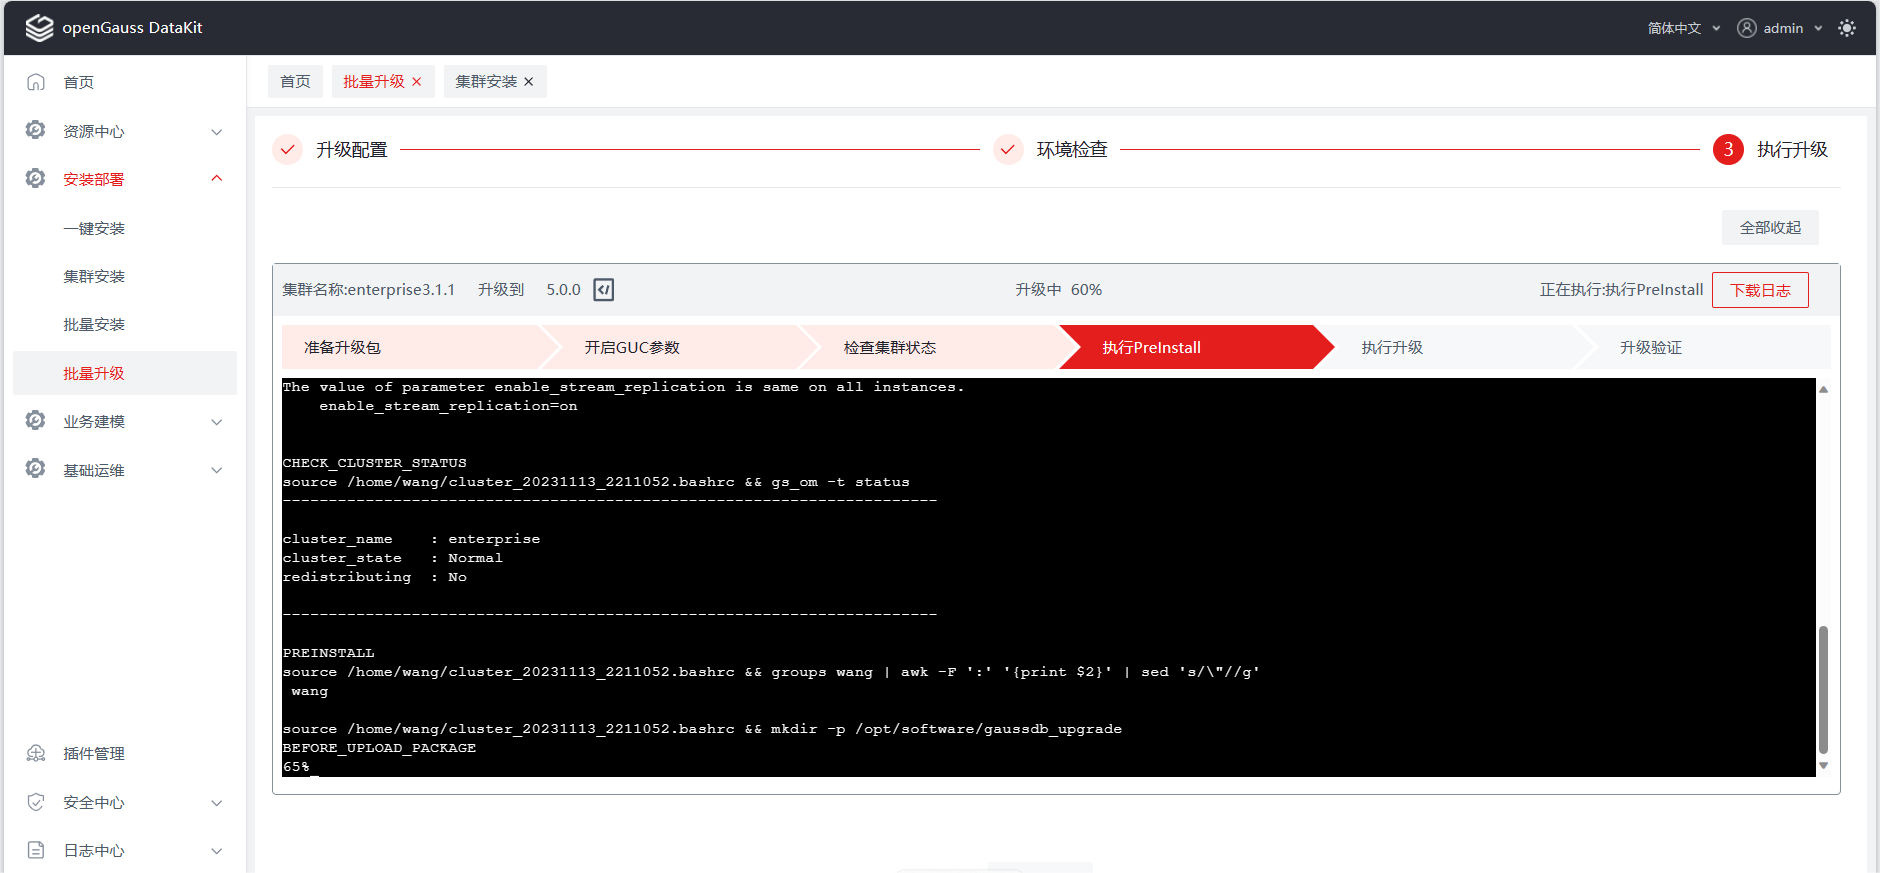 openGauss DataKit
简体中文
admin
首页
资源中心
安装部署
一键安装
集群安装
批量安装
批量升级
业务建模
基础运维
插件管理
安全中心
日志中心
首页
批量升级 ×
集群安装 ×
升级配置
环境检查
3 执行升级
全部收起
集群名称:enterprise3.1.1 升级到 5.0.0
升级中 60%
正在执行:执行PreInstall
下载日志
准备升级包
开启GUC参数
检查集群状态
执行PreInstall
执行升级
升级验证
The value of parameter enable_stream_replication is same on all instances.
enable_stream_replication=on
CHECK_CLUSTER_STATUS
source /home/wang/cluster_20231113_2211052.bashrc && gs_om -t status
-----------------------------------------------------------------------
cluster_name : enterprise
cluster_state : Normal
redistributing : No
-----------------------------------------------------------------------
PREINSTALL
source /home/wang/cluster_20231113_2211052.bashrc && groups wang | awk -F ':' '{print $2}' | sed 's/\"//g'
wang
source /home/wang/cluster_20231113_2211052.bashrc && mkdir -p /opt/software/gaussdb_upgrade
BEFORE_UPLOAD_PACKAGE
65%